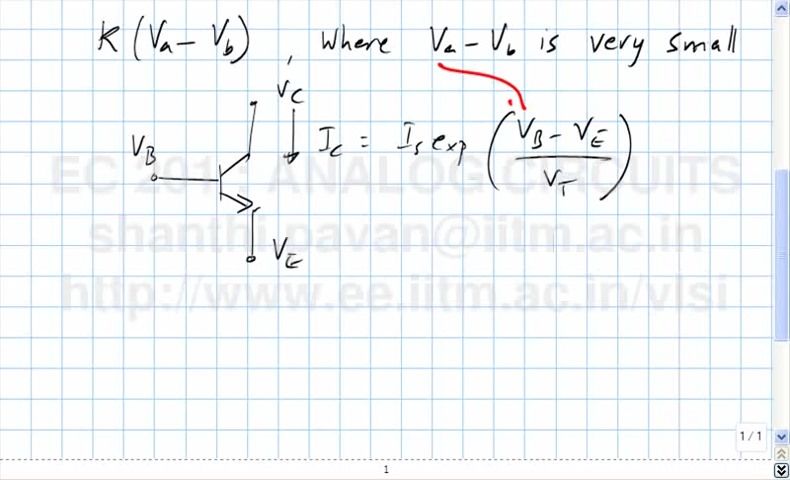 K (Va - Vb) , where Va - Vb is very small
VC
VB
IC = Is exp ( (VB - VE) / VT )
EC 201 : ANALOG CIRCUITS
shanthi.pavan@iitm.ac.in
VE
http://www.ee.iitm.ac.in/vlsi
1/1
1